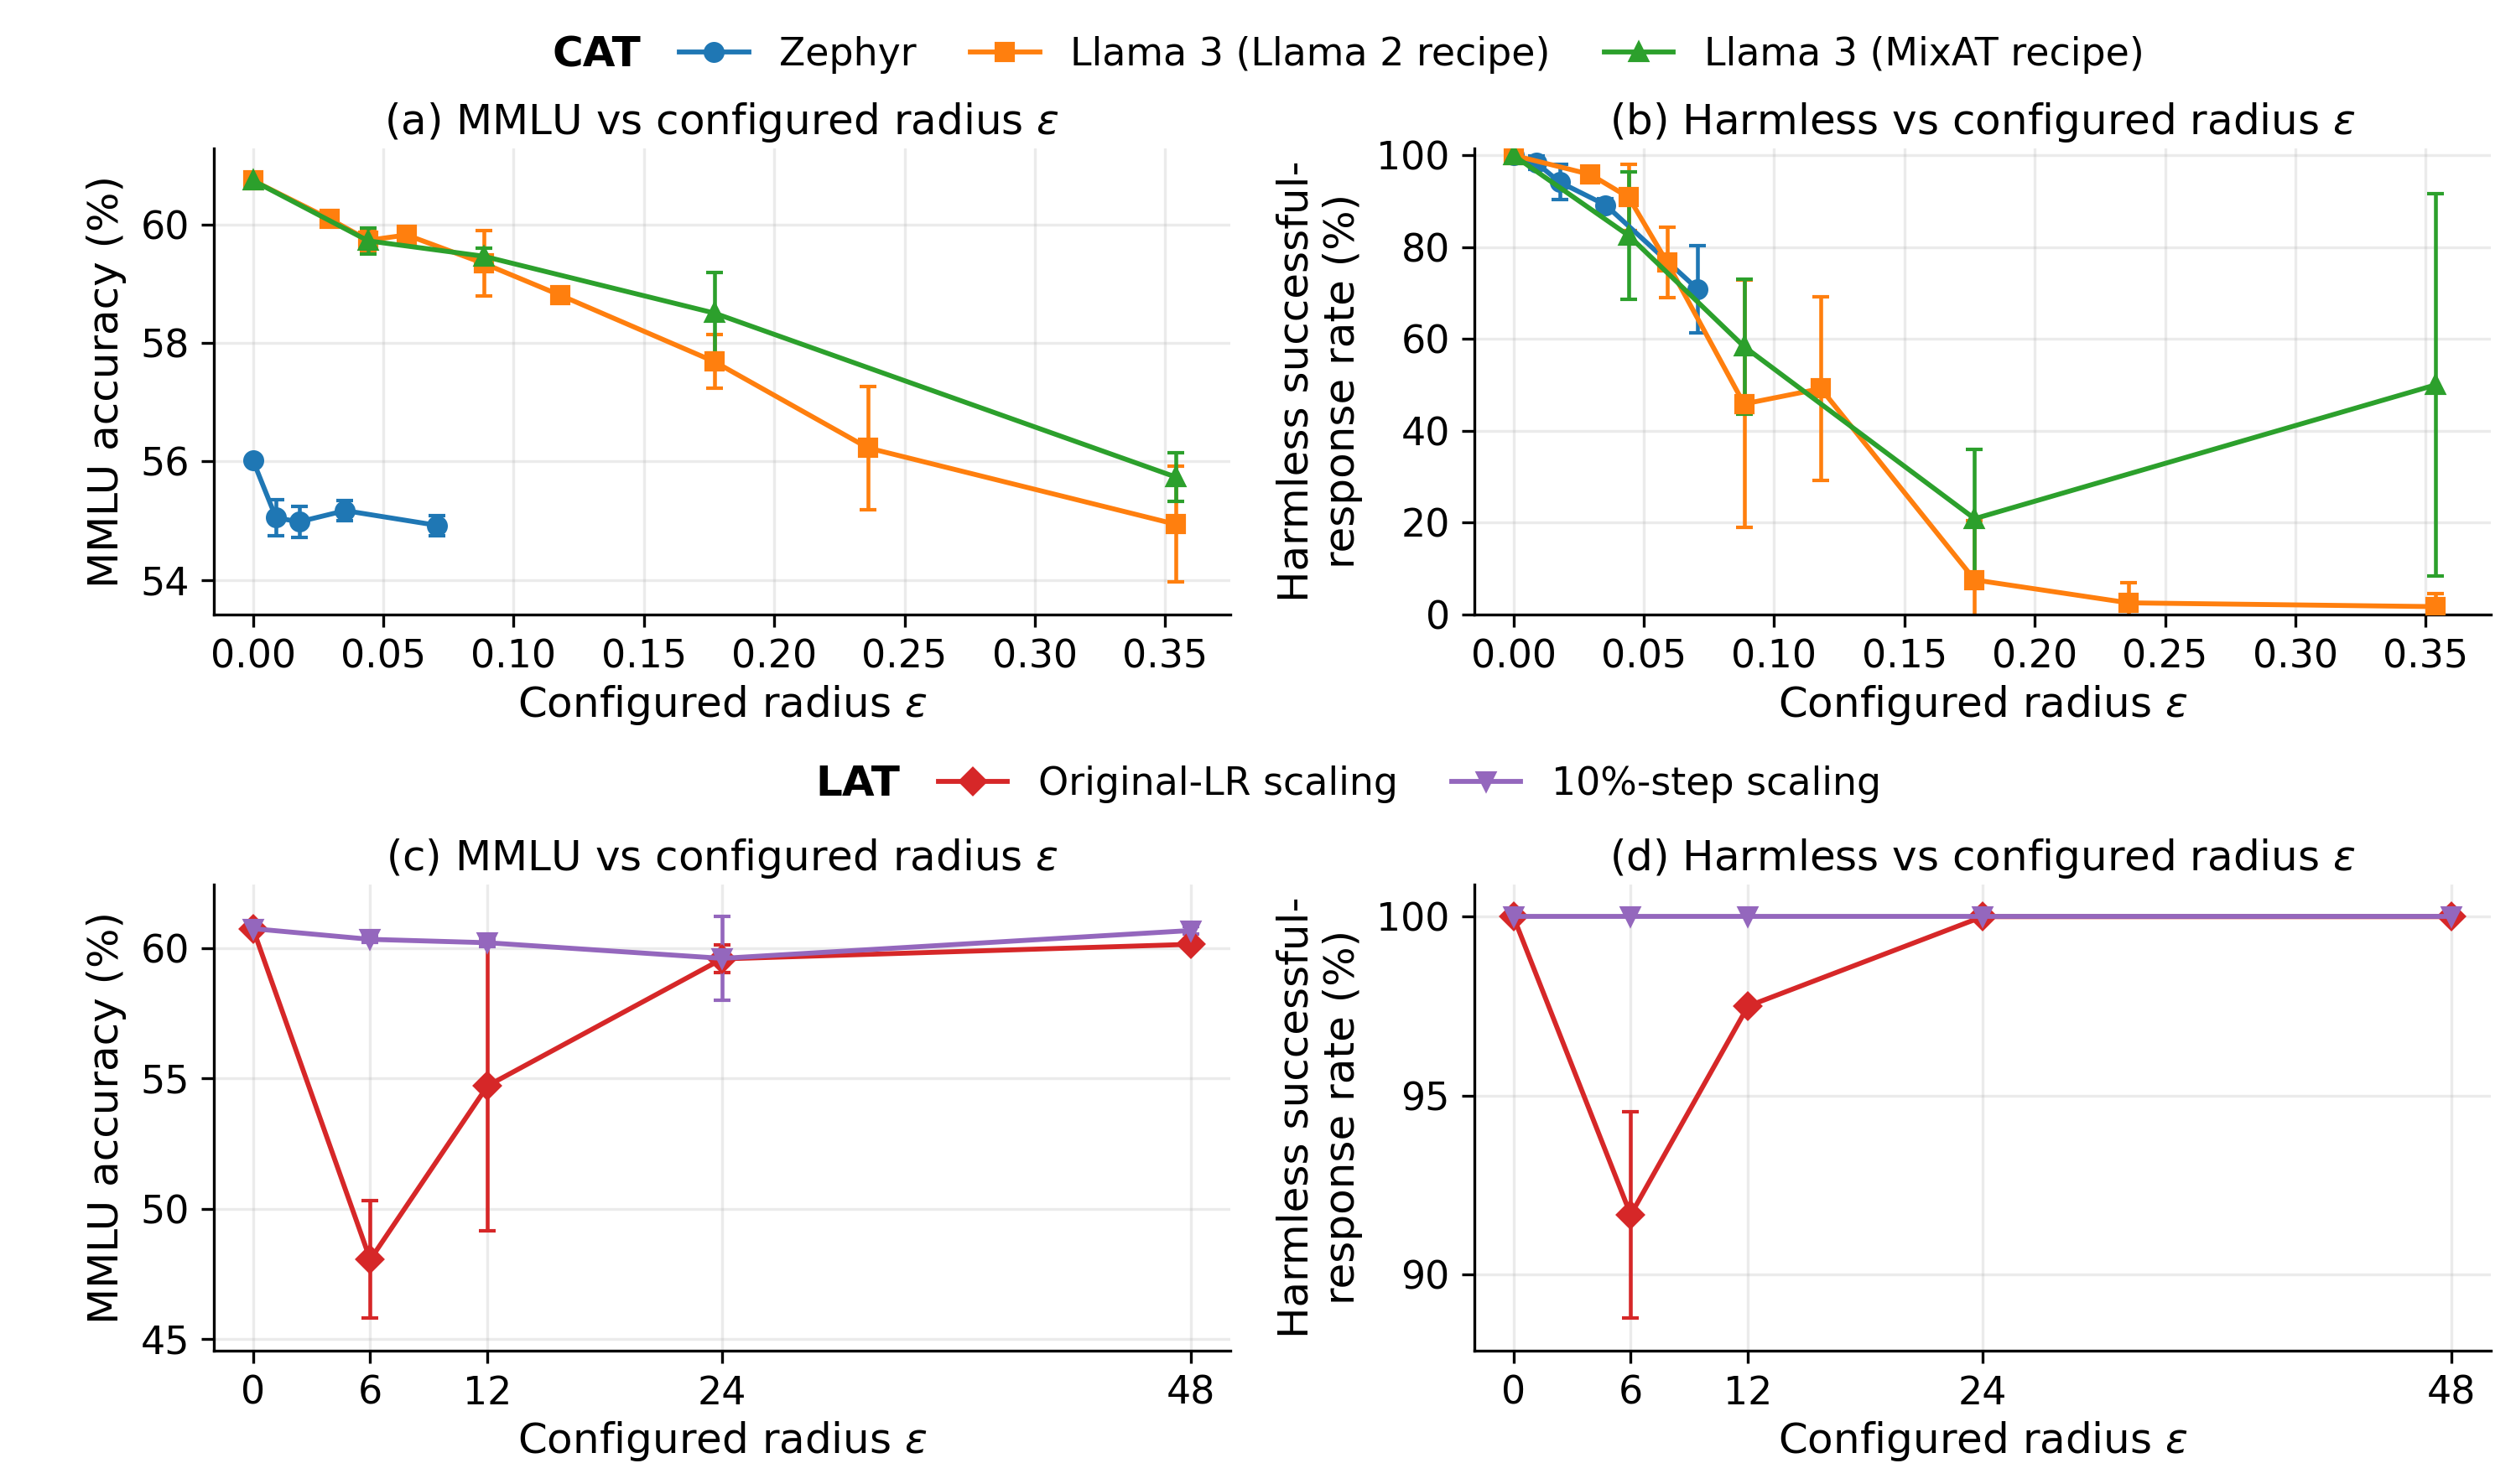 CAT Zephyr Llama 3 (Llama 2 recipe) Llama 3 (MixAT recipe)
(a) MMLU vs configured radius ε
MMLU accuracy (%)
60
58
56
54
0.00 0.05 0.10 0.15 0.20 0.25 0.30 0.35
Configured radius ε
(b) Harmless vs configured radius ε
Harmless successful-
response rate (%)
100
80
60
40
20
0
0.00 0.05 0.10 0.15 0.20 0.25 0.30 0.35
Configured radius ε
LAT Original-LR scaling 10%-step scaling
(c) MMLU vs configured radius ε
MMLU accuracy (%)
60
55
50
45
0 6 12 24 48
Configured radius ε
(d) Harmless vs configured radius ε
Harmless successful-
response rate (%)
100
95
90
0 6 12 24 48
Configured radius ε